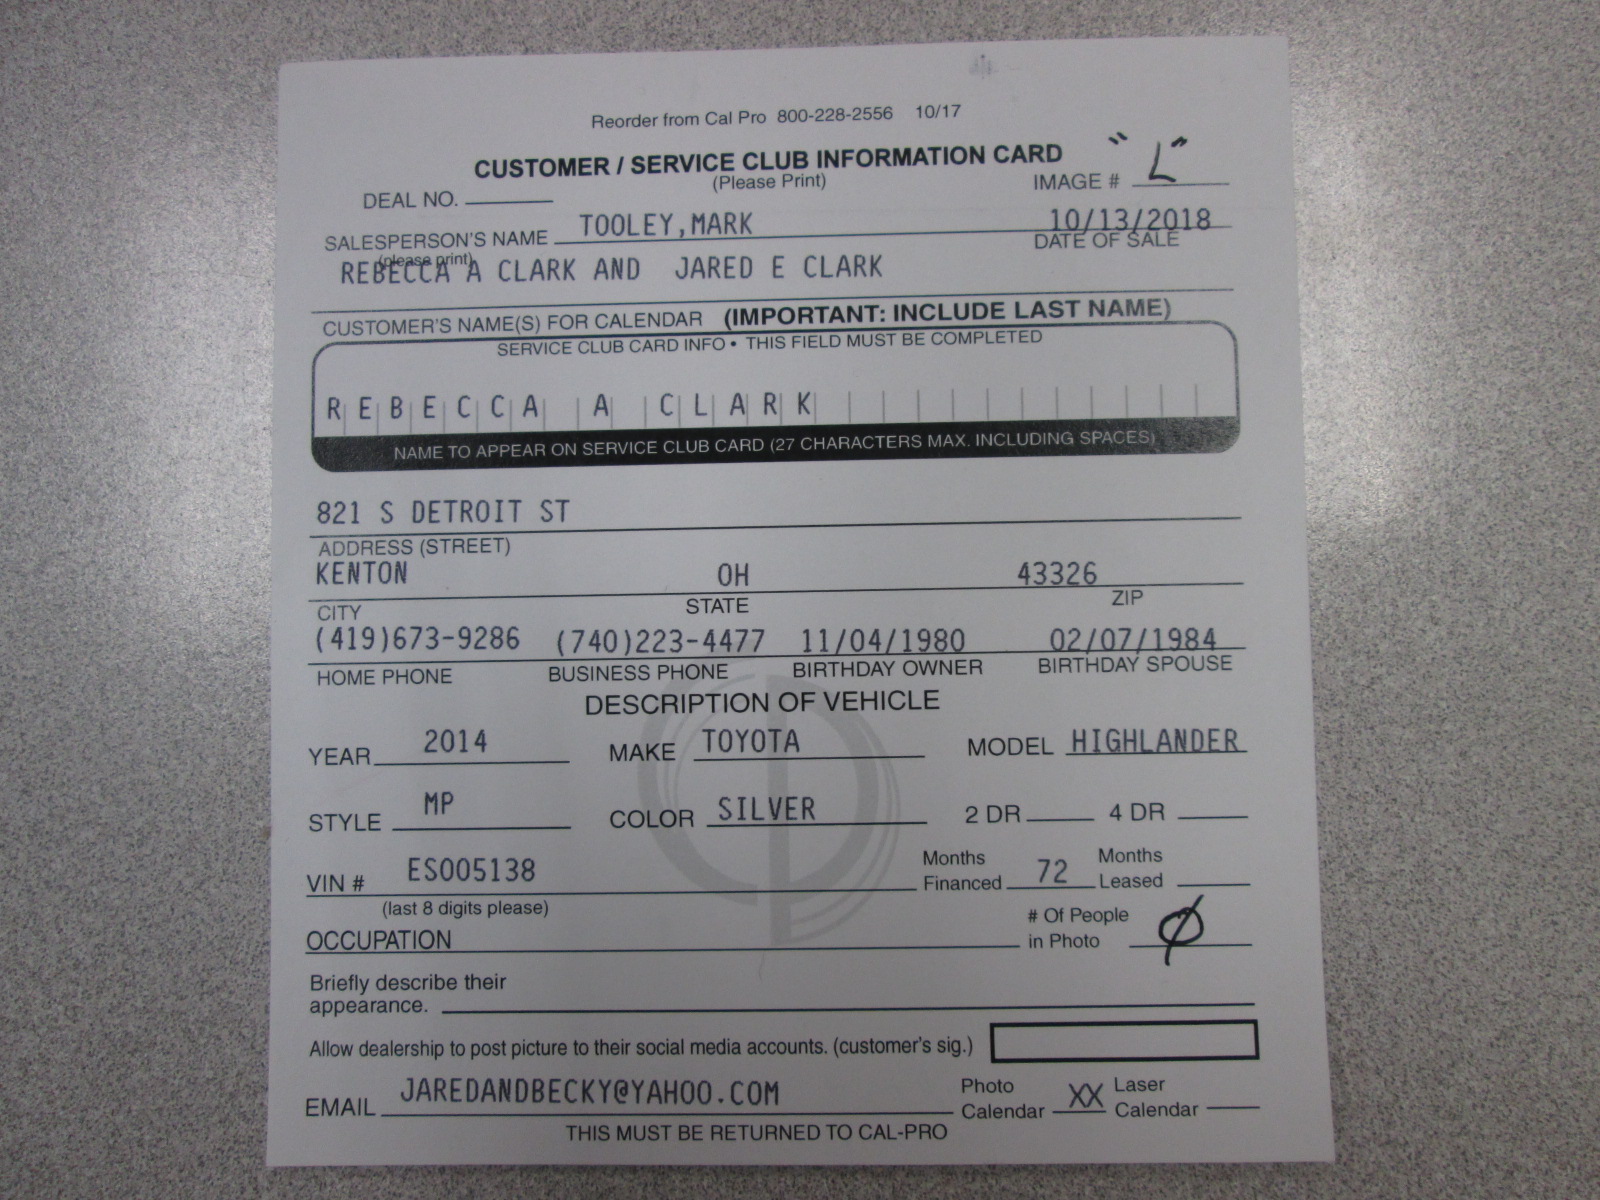 Reorder from Cal Pro 800-228-2556 10/17
CUSTOMER / SERVICE CLUB INFORMATION CARD
(Please Print)
IMAGE # "L"
DEAL NO.
SALESPERSON'S NAME TOOLEY,MARK 10/13/2018
(please print) DATE OF SALE
REBECCA A CLARK AND JARED E CLARK
CUSTOMER'S NAME(S) FOR CALENDAR (IMPORTANT: INCLUDE LAST NAME)
SERVICE CLUB CARD INFO • THIS FIELD MUST BE COMPLETED
REBECCA A CLARK
NAME TO APPEAR ON SERVICE CLUB CARD (27 CHARACTERS MAX. INCLUDING SPACES)
821 S DETROIT ST
ADDRESS (STREET)
KENTON OH 43326
CITY STATE ZIP
(419)673-9286 (740)223-4477 11/04/1980 02/07/1984
HOME PHONE BUSINESS PHONE BIRTHDAY OWNER BIRTHDAY SPOUSE
DESCRIPTION OF VEHICLE
YEAR 2014 MAKE TOYOTA MODEL HIGHLANDER
STYLE MP COLOR SILVER 2 DR 4 DR
VIN # ES005138 Months Financed 72 Months Leased
(last 8 digits please)
OCCUPATION # Of People in Photo Ø
Briefly describe their
appearance.
Allow dealership to post picture to their social media accounts. (customer's sig.)
EMAIL JAREDANDBECKY@YAHOO.COM Photo Calendar XX Laser Calendar
THIS MUST BE RETURNED TO CAL-PRO